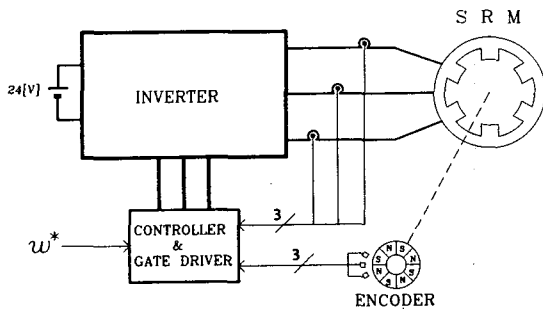 S R M
24[V]
INVERTER
3
CONTROLLER
&
GATE DRIVER
w*
3
N S N S N S N S
ENCODER